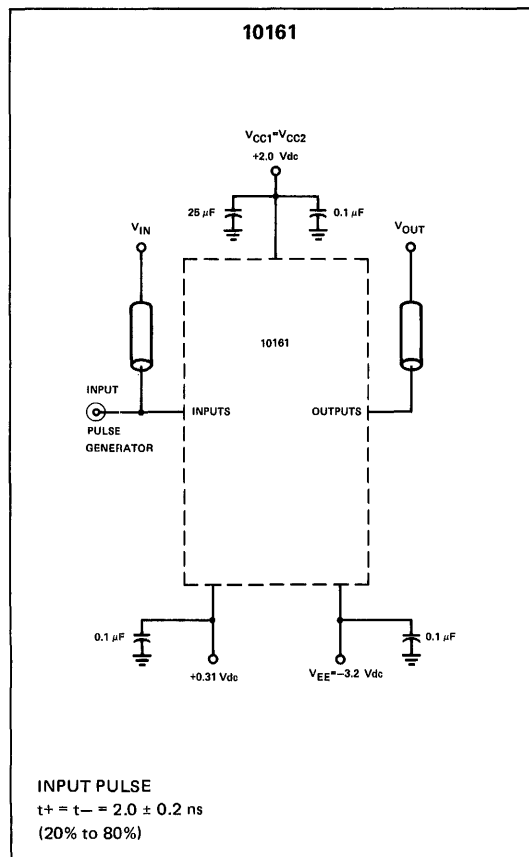 10161
VCC1=VCC2
+2.0 Vdc
25 μF
0.1 μF
VIN
VOUT
10161
INPUT
PULSE
GENERATOR
INPUTS
OUTPUTS
0.1 μF
0.1 μF
+0.31 Vdc
VEE=-3.2 Vdc
INPUT PULSE
t+ = t- = 2.0 ± 0.2 ns
(20% to 80%)